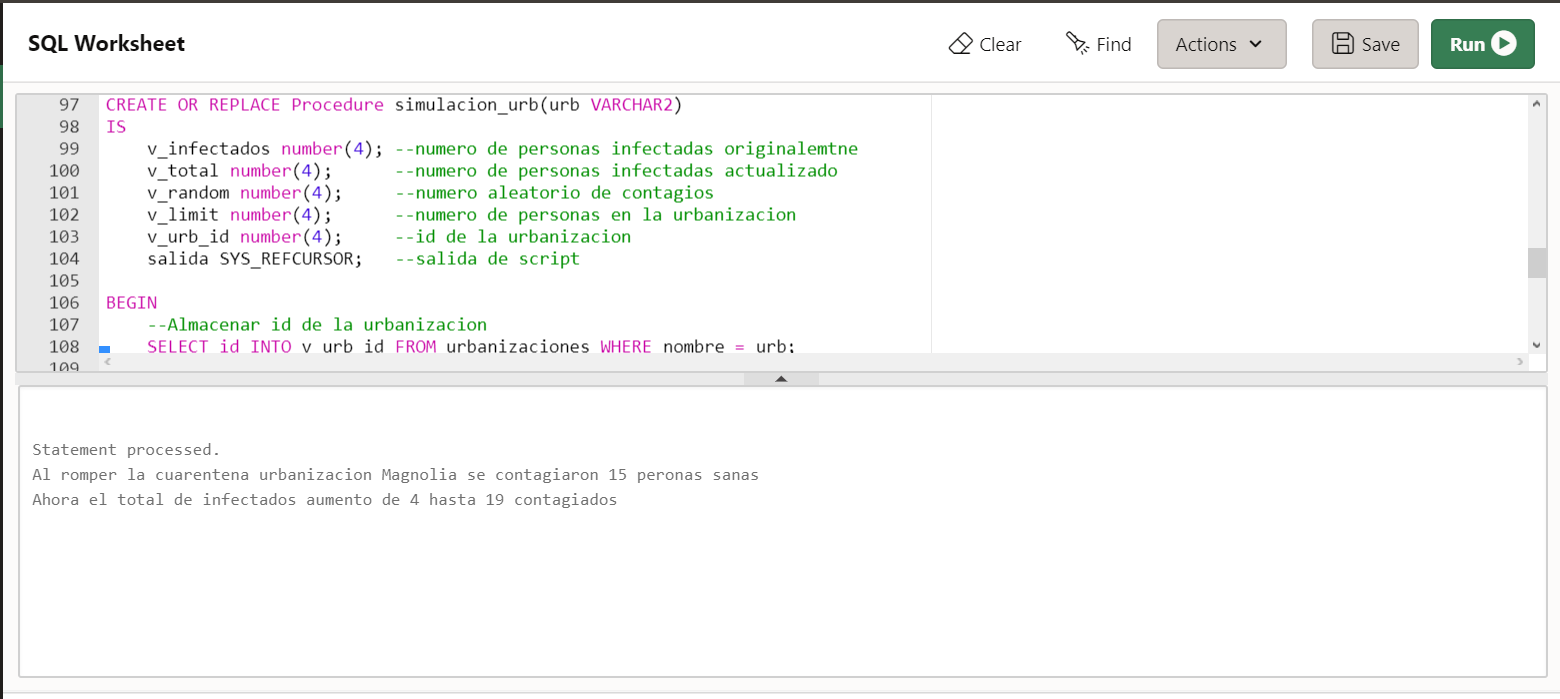 SQL Worksheet
Clear
Find
Actions
Save
Run
97 CREATE OR REPLACE Procedure simulacion_urb(urb VARCHAR2)
98 IS
99 v_infectados number(4); --numero de personas infectadas originalemtne
100 v_total number(4); --numero de personas infectadas actualizado
101 v_random number(4); --numero aleatorio de contagios
102 v_limit number(4); --numero de personas en la urbanizacion
103 v_urb_id number(4); --id de la urbanizacion
104 salida SYS_REFCURSOR; --salida de script
105
106 BEGIN
107 --Almacenar id de la urbanizacion
108 SELECT id INTO v_urb_id FROM urbanizaciones WHERE nombre = urb;
109
Statement processed.
Al romper la cuarentena urbanizacion Magnolia se contagiaron 15 peronas sanas
Ahora el total de infectados aumento de 4 hasta 19 contagiados